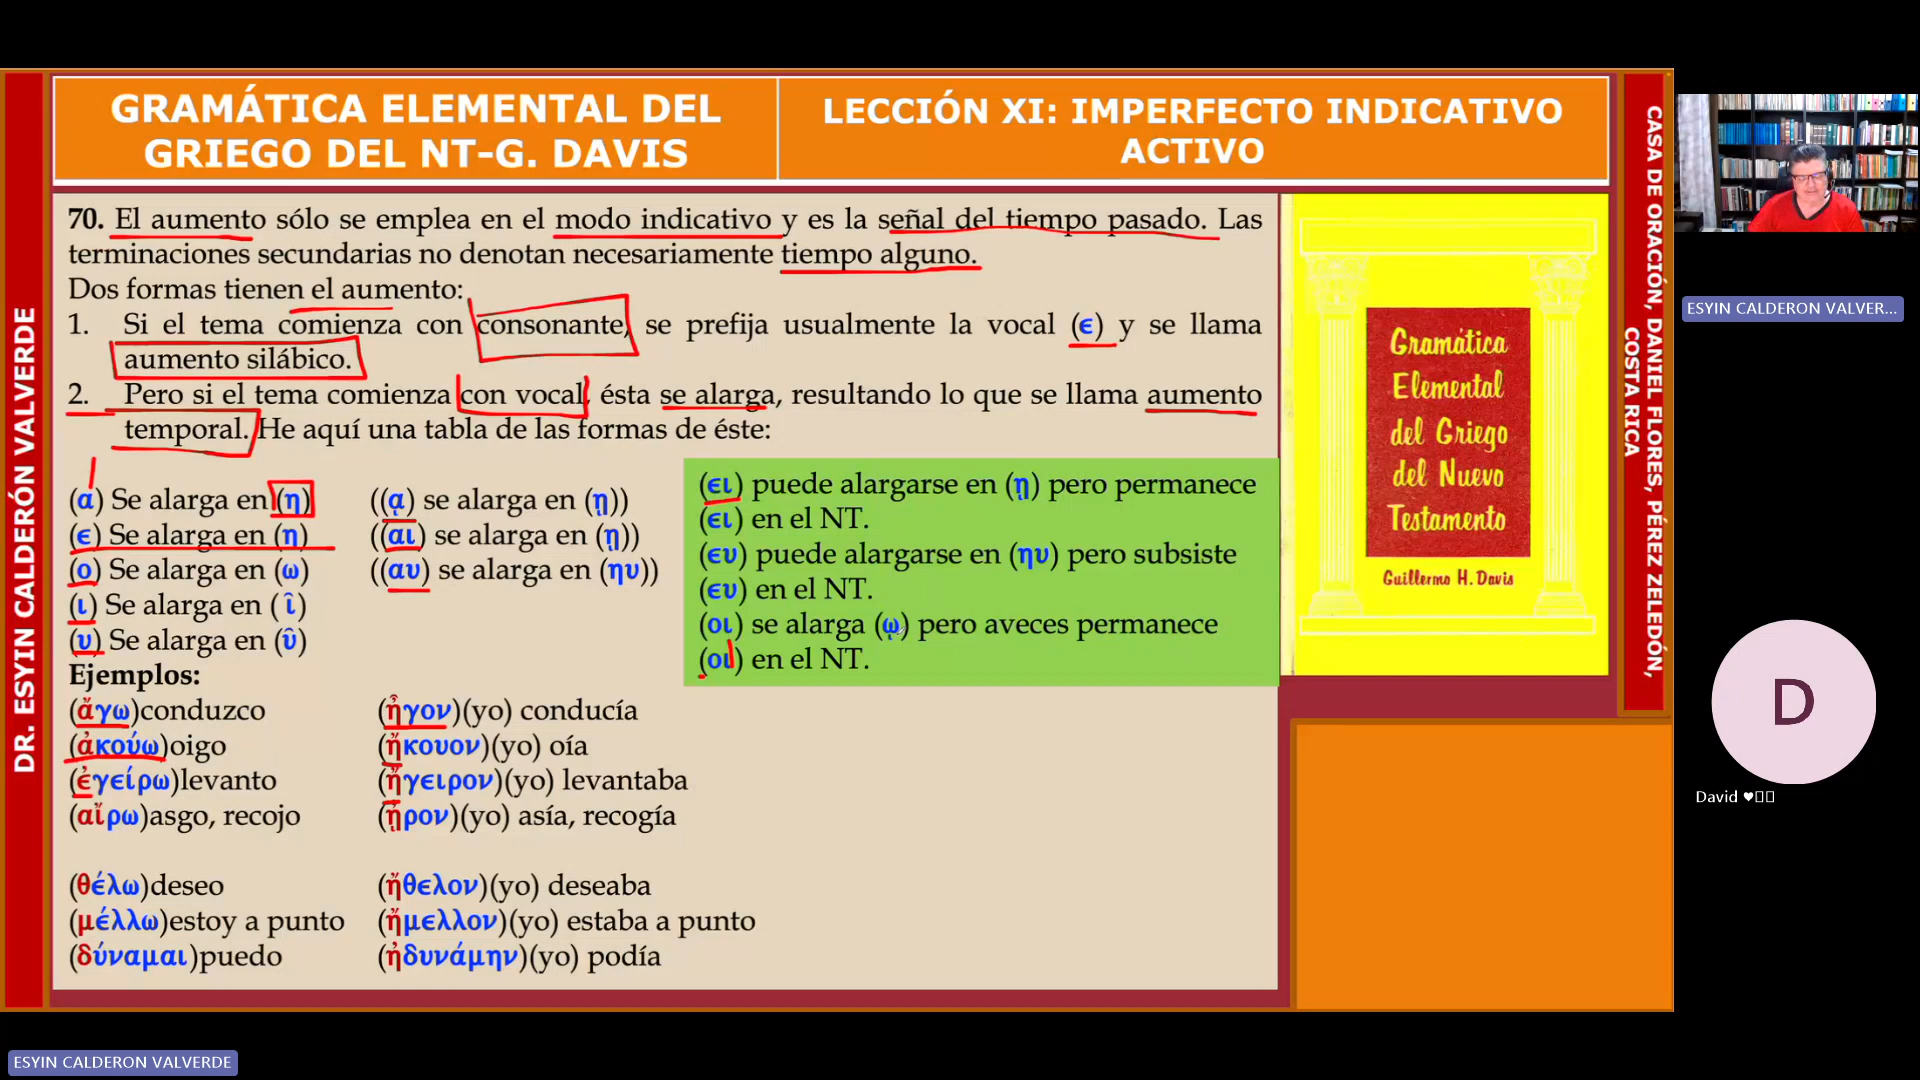 GRAMÁTICA ELEMENTAL DEL
GRIEGO DEL NT-G. DAVIS
LECCIÓN XI: IMPERFECTO INDICATIVO
ACTIVO
DR. ESYIN CALDERÓN VALVERDE
70. El aumento sólo se emplea en el modo indicativo y es la señal del tiempo pasado. Las
terminaciones secundarias no denotan necesariamente tiempo alguno.
Dos formas tienen el aumento:
1. Si el tema comienza con consonante, se prefija usualmente la vocal (ϵ) y se llama
aumento silábico.
2. Pero si el tema comienza con vocal, ésta se alarga, resultando lo que se llama aumento
temporal. He aquí una tabla de las formas de éste:
(α) Se alarga en (η)
(ϵ) Se alarga en (η)
(ο) Se alarga en (ω)
(ι) Se alarga en ( ῖ)
(υ) Se alarga en (ῦ)
((ᾳ) se alarga en (ῃ))
((αι) se alarga en (ῃ))
((αυ) se alarga en (ηυ))
(ϵι) puede alargarse en (ῃ) pero permanece
(ϵι) en el NT.
(ϵυ) puede alargarse en (ηυ) pero subsiste
(ϵυ) en el NT.
(οι) se alarga (ῳ) pero aveces permanece
(οι) en el NT.
Ejemplos:
(ἄγω)conduzco (ἦγον)(yo) conducía
(ἀκούω)oigo (ἤκουον)(yo) oía
(ἐγείρω)levanto (ἤγειρον)(yo) levantaba
(αἴρω)asgo, recojo (ᾖρον)(yo) asía, recogía
(θέλω)deseo (ἤθελον)(yo) deseaba
(μέλλω)estoy a punto (ἤμελλον)(yo) estaba a punto
(δύναμαι)puedo (ἠδυνάμην)(yo) podía
Gramática
Elemental
del Griego
del Nuevo
Testamento
Guillermo H. Davis
CASA DE ORACIÓN, DANIEL FLORES, PÉREZ ZELEDÓN,
COSTA RICA
ESYIN CALDERON VALVER...
D
David ♥
ESYIN CALDERON VALVERDE